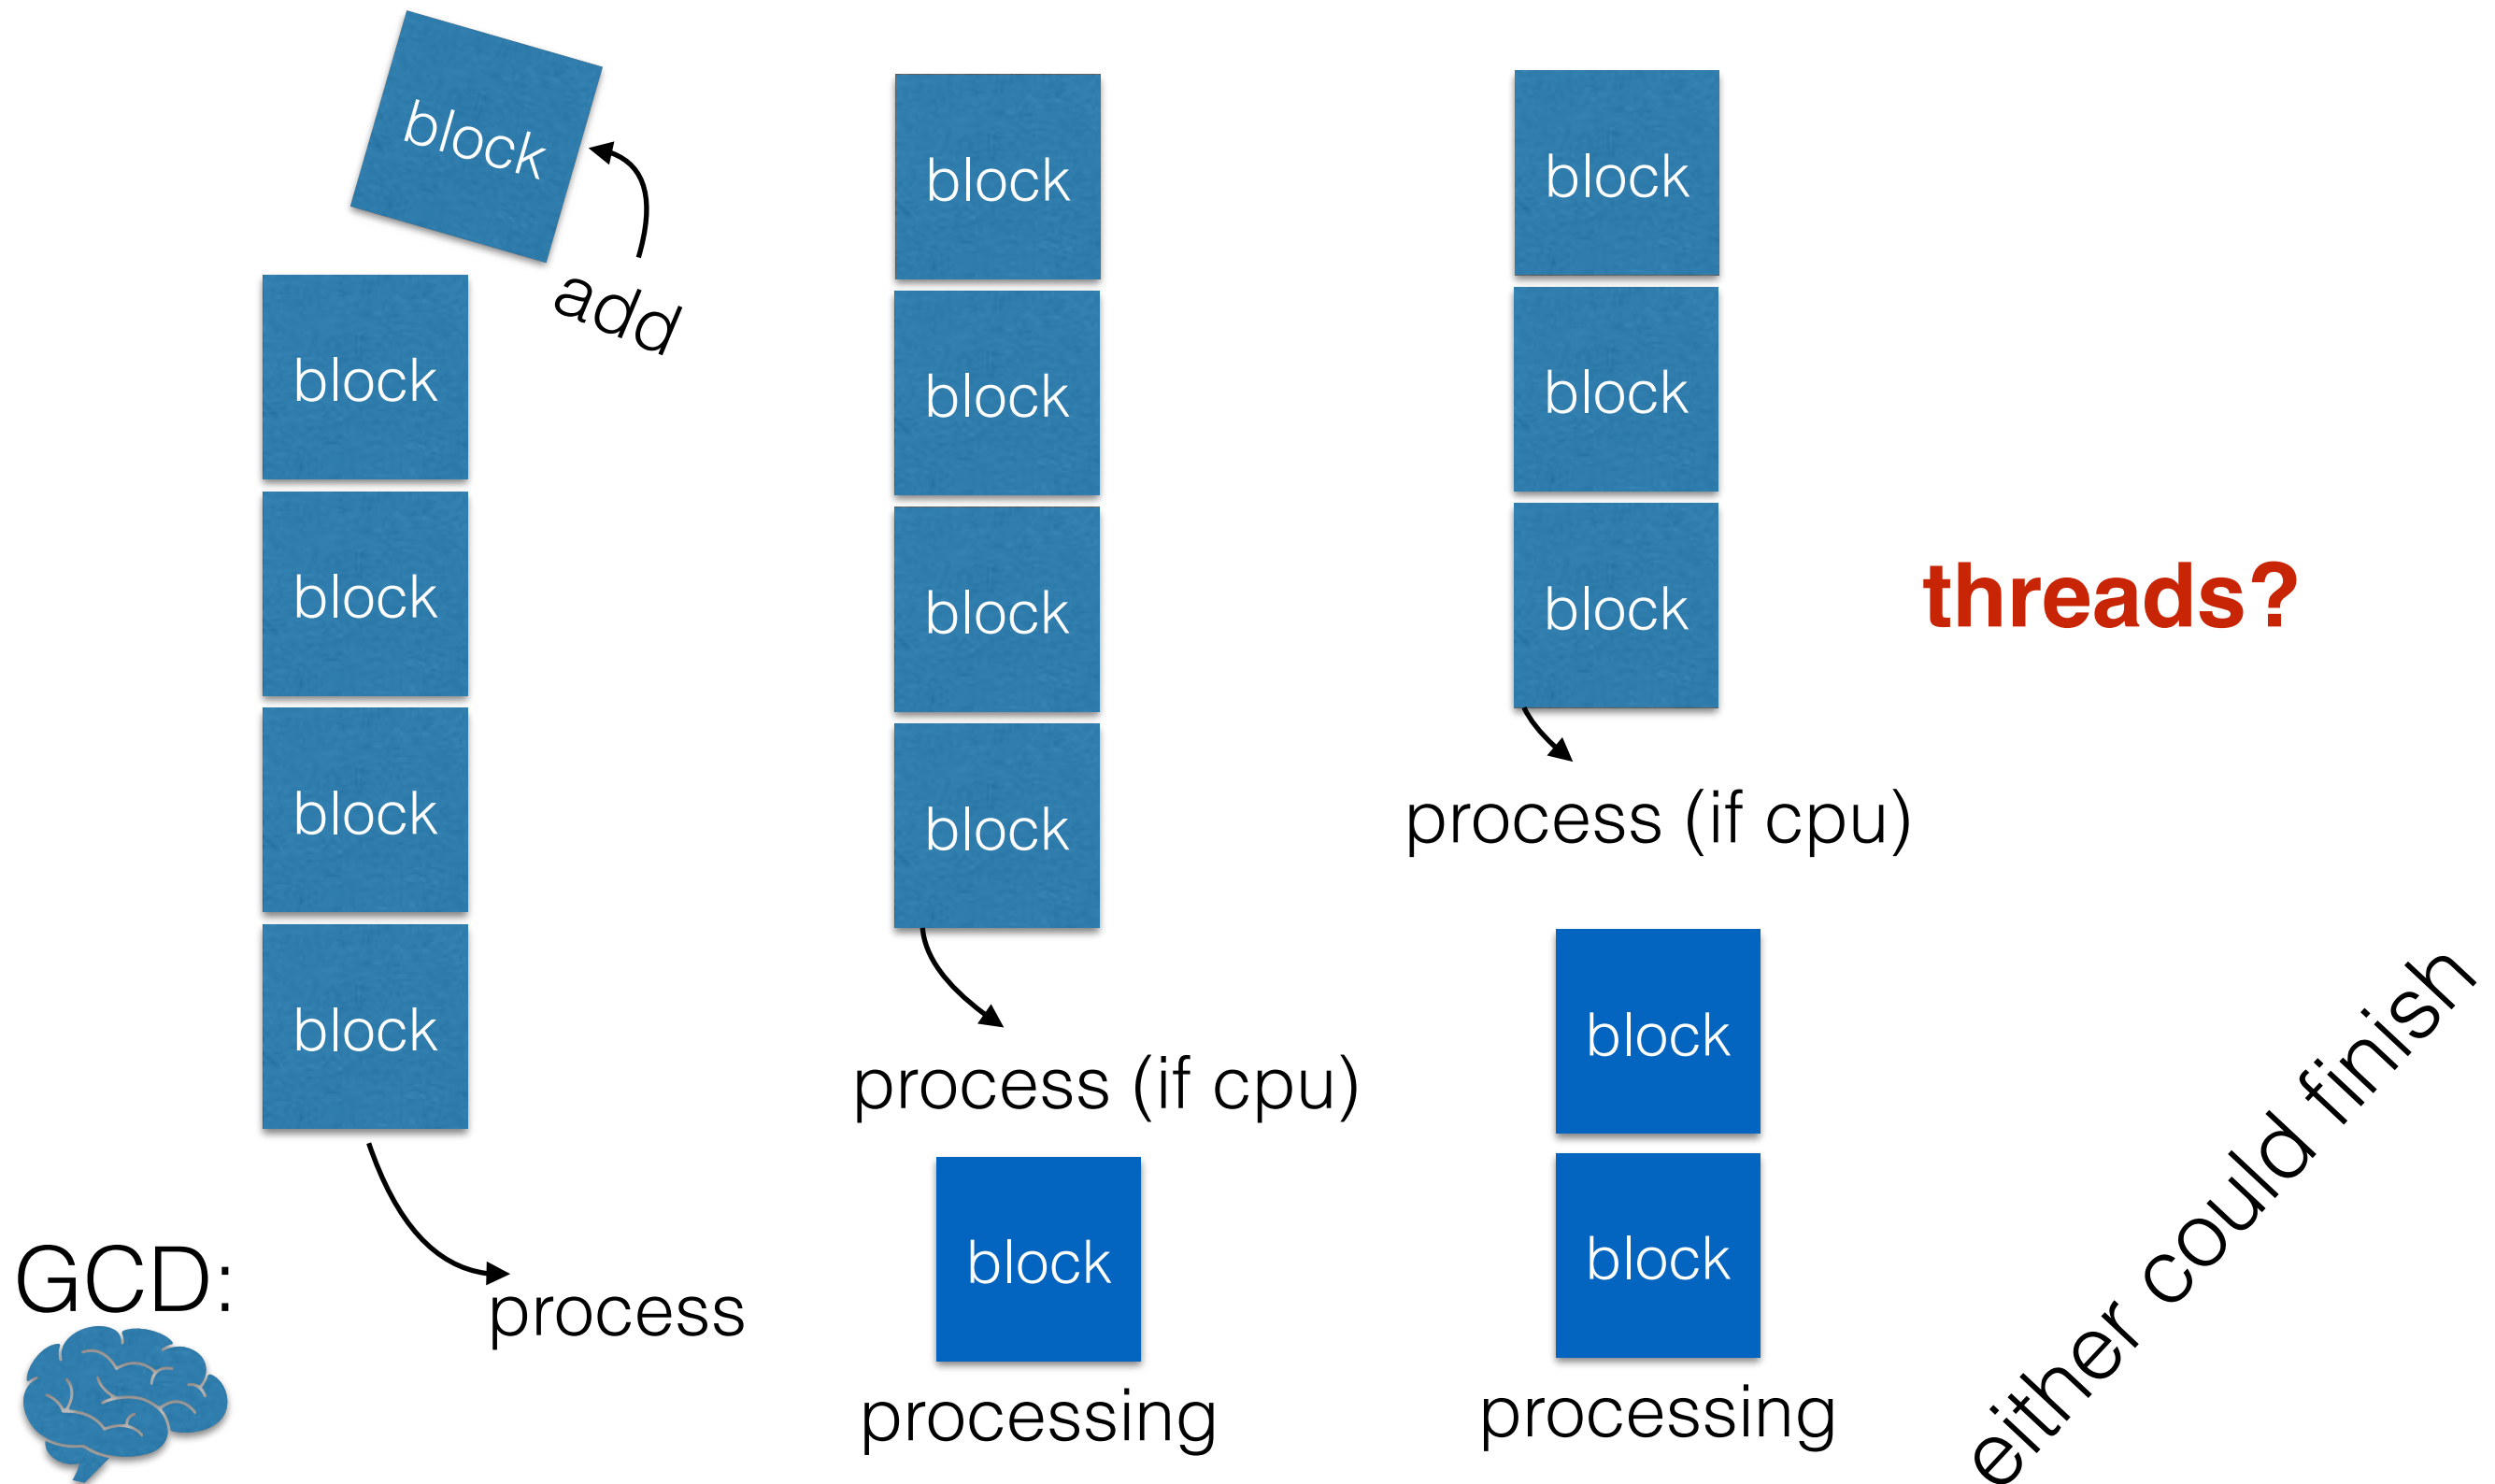 block
add
block
block
block
block
process
GCD:
block
block
block
block
process (if cpu)
block
processing
block
block
block
process (if cpu)
block
block
processing
threads?
either could finish